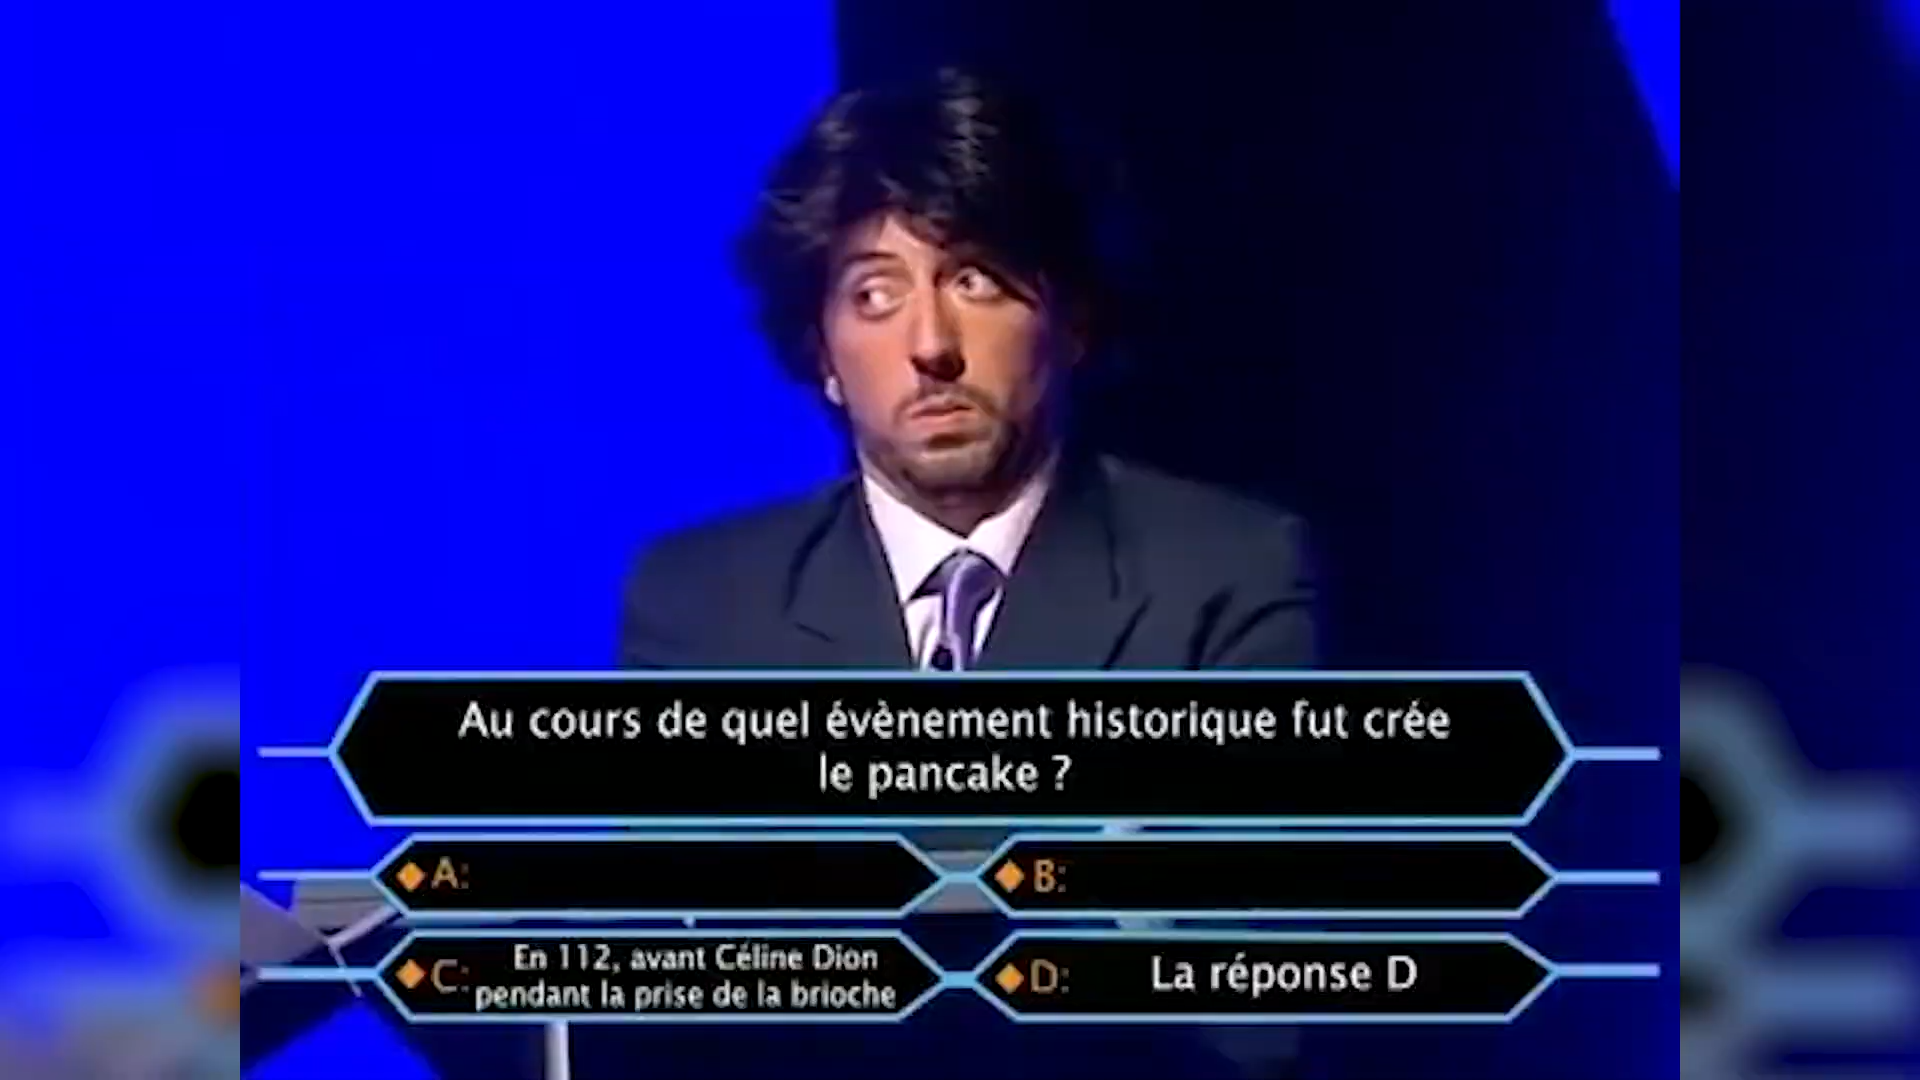 Au cours de quel évènement historique fut crée
le pancake ?
A:
B:
C: En 112, avant Céline Dion
pendant la prise de la brioche
D: La réponse D